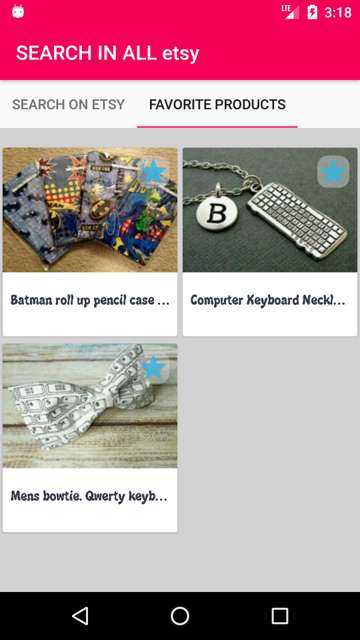 LTE
3:18
SEARCH IN ALL etsy
SEARCH ON ETSY
FAVORITE PRODUCTS
B
Batman roll up pencil case ...
Computer Keyboard Neckl...
Mens bowtie. Qwerty keyb...